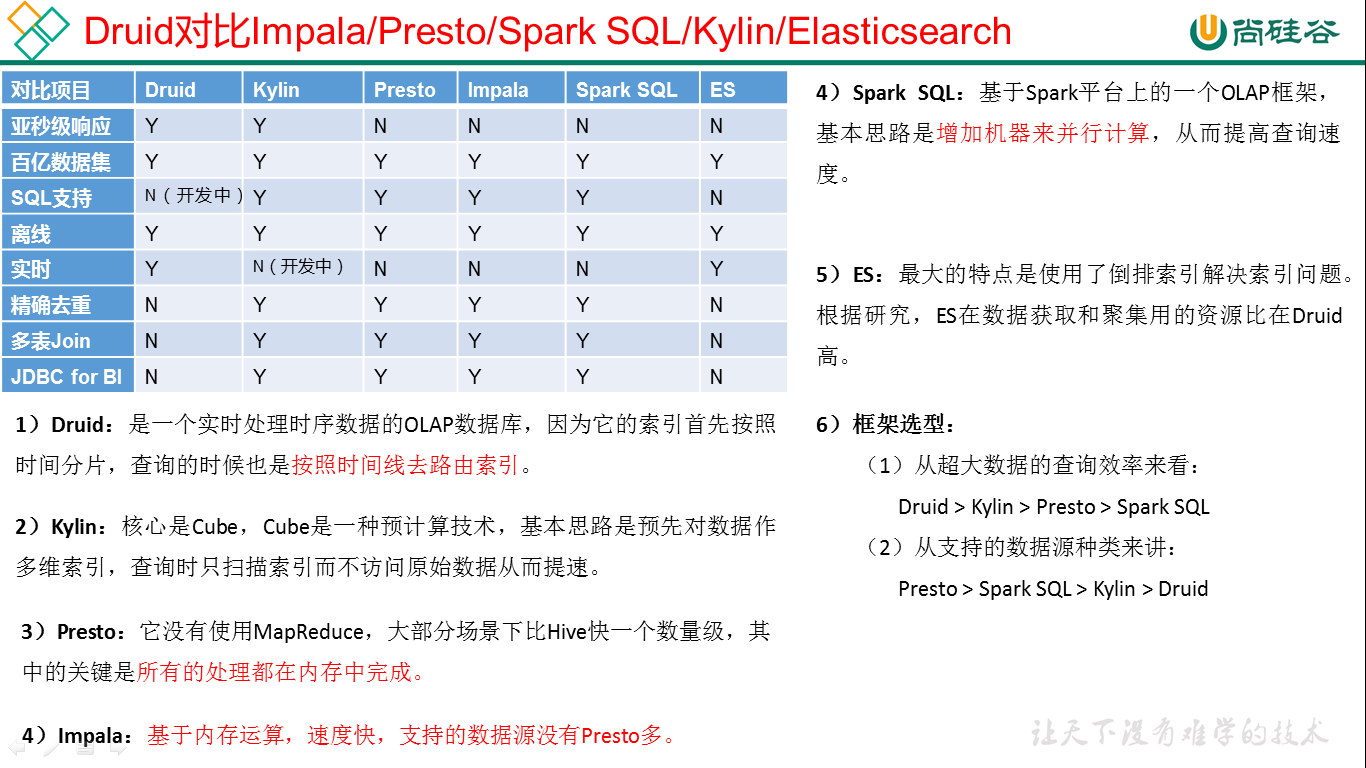 Druid对比Impala/Presto/Spark SQL/Kylin/Elasticsearch
尚硅谷
对比项目 Druid Kylin Presto Impala Spark SQL ES
亚秒级响应 Y Y N N N N
百亿数据集 Y Y Y Y Y Y
SQL支持 N（开发中） Y Y Y Y N
离线 Y Y Y Y Y Y
实时 Y N（开发中） N N N Y
精确去重 N Y Y Y Y N
多表Join N Y Y Y Y N
JDBC for BI N Y Y Y Y N
1）Druid：是一个实时处理时序数据的OLAP数据库，因为它的索引首先按照
时间分片，查询的时候也是按照时间线去路由索引。
2）Kylin：核心是Cube，Cube是一种预计算技术，基本思路是预先对数据作
多维索引，查询时只扫描索引而不访问原始数据从而提速。
3）Presto：它没有使用MapReduce，大部分场景下比Hive快一个数量级，其
中的关键是所有的处理都在内存中完成。
4）Impala：基于内存运算，速度快，支持的数据源没有Presto多。
4）Spark SQL：基于Spark平台上的一个OLAP框架，
基本思路是增加机器来并行计算，从而提高查询速
度。
5）ES：最大的特点是使用了倒排索引解决索引问题。
根据研究，ES在数据获取和聚集用的资源比在Druid
高。
6）框架选型：
（1）从超大数据的查询效率来看：
Druid > Kylin > Presto > Spark SQL
（2）从支持的数据源种类来讲：
Presto > Spark SQL > Kylin > Druid
让天下没有难学的技术